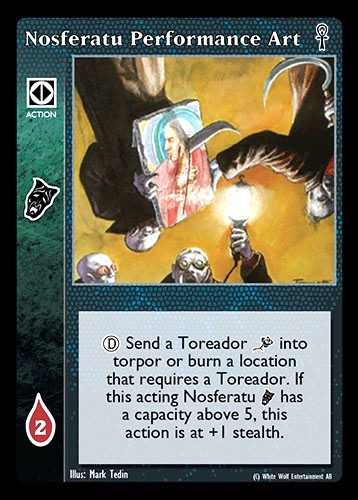 Nosferatu Performance Art
ACTION
D Send a Toreador into
torpor or burn a location
that requires a Toreador. If
this acting Nosferatu has
a capacity above 5, this
action is at +1 stealth.
2
Illus: Mark Tedin
(C) White Wolf Entertainment AB